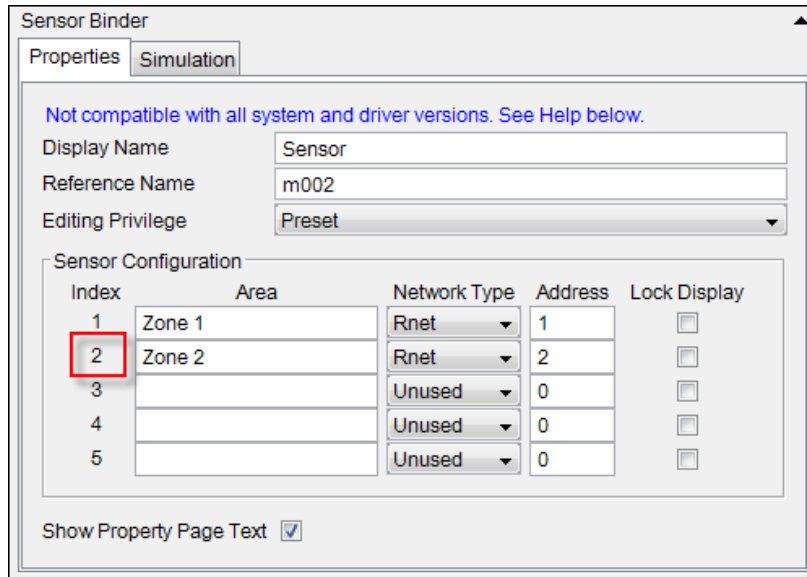 Sensor Binder
Properties Simulation
Not compatible with all system and driver versions. See Help below.
Display Name Sensor
Reference Name m002
Editing Privilege Preset
Sensor Configuration
Index Area Network Type Address Lock Display
1 Zone 1 Rnet 1
2 Zone 2 Rnet 2
3 Unused 0
4 Unused 0
5 Unused 0
Show Property Page Text